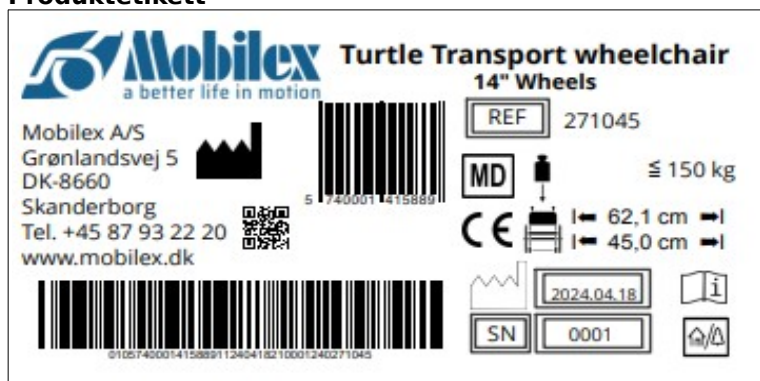 Produktetikett
Mobilex
a better life in motion
Turtle Transport wheelchair
14" Wheels
REF 271045
Mobilex A/S
Grønlandsvej 5
DK-8660
Skanderborg
Tel. +45 87 93 22 20
www.mobilex.dk
5 740001 415889
MD ≦ 150 kg
CE 62,1 cm
45,0 cm
2024.04.18
SN 0001
i